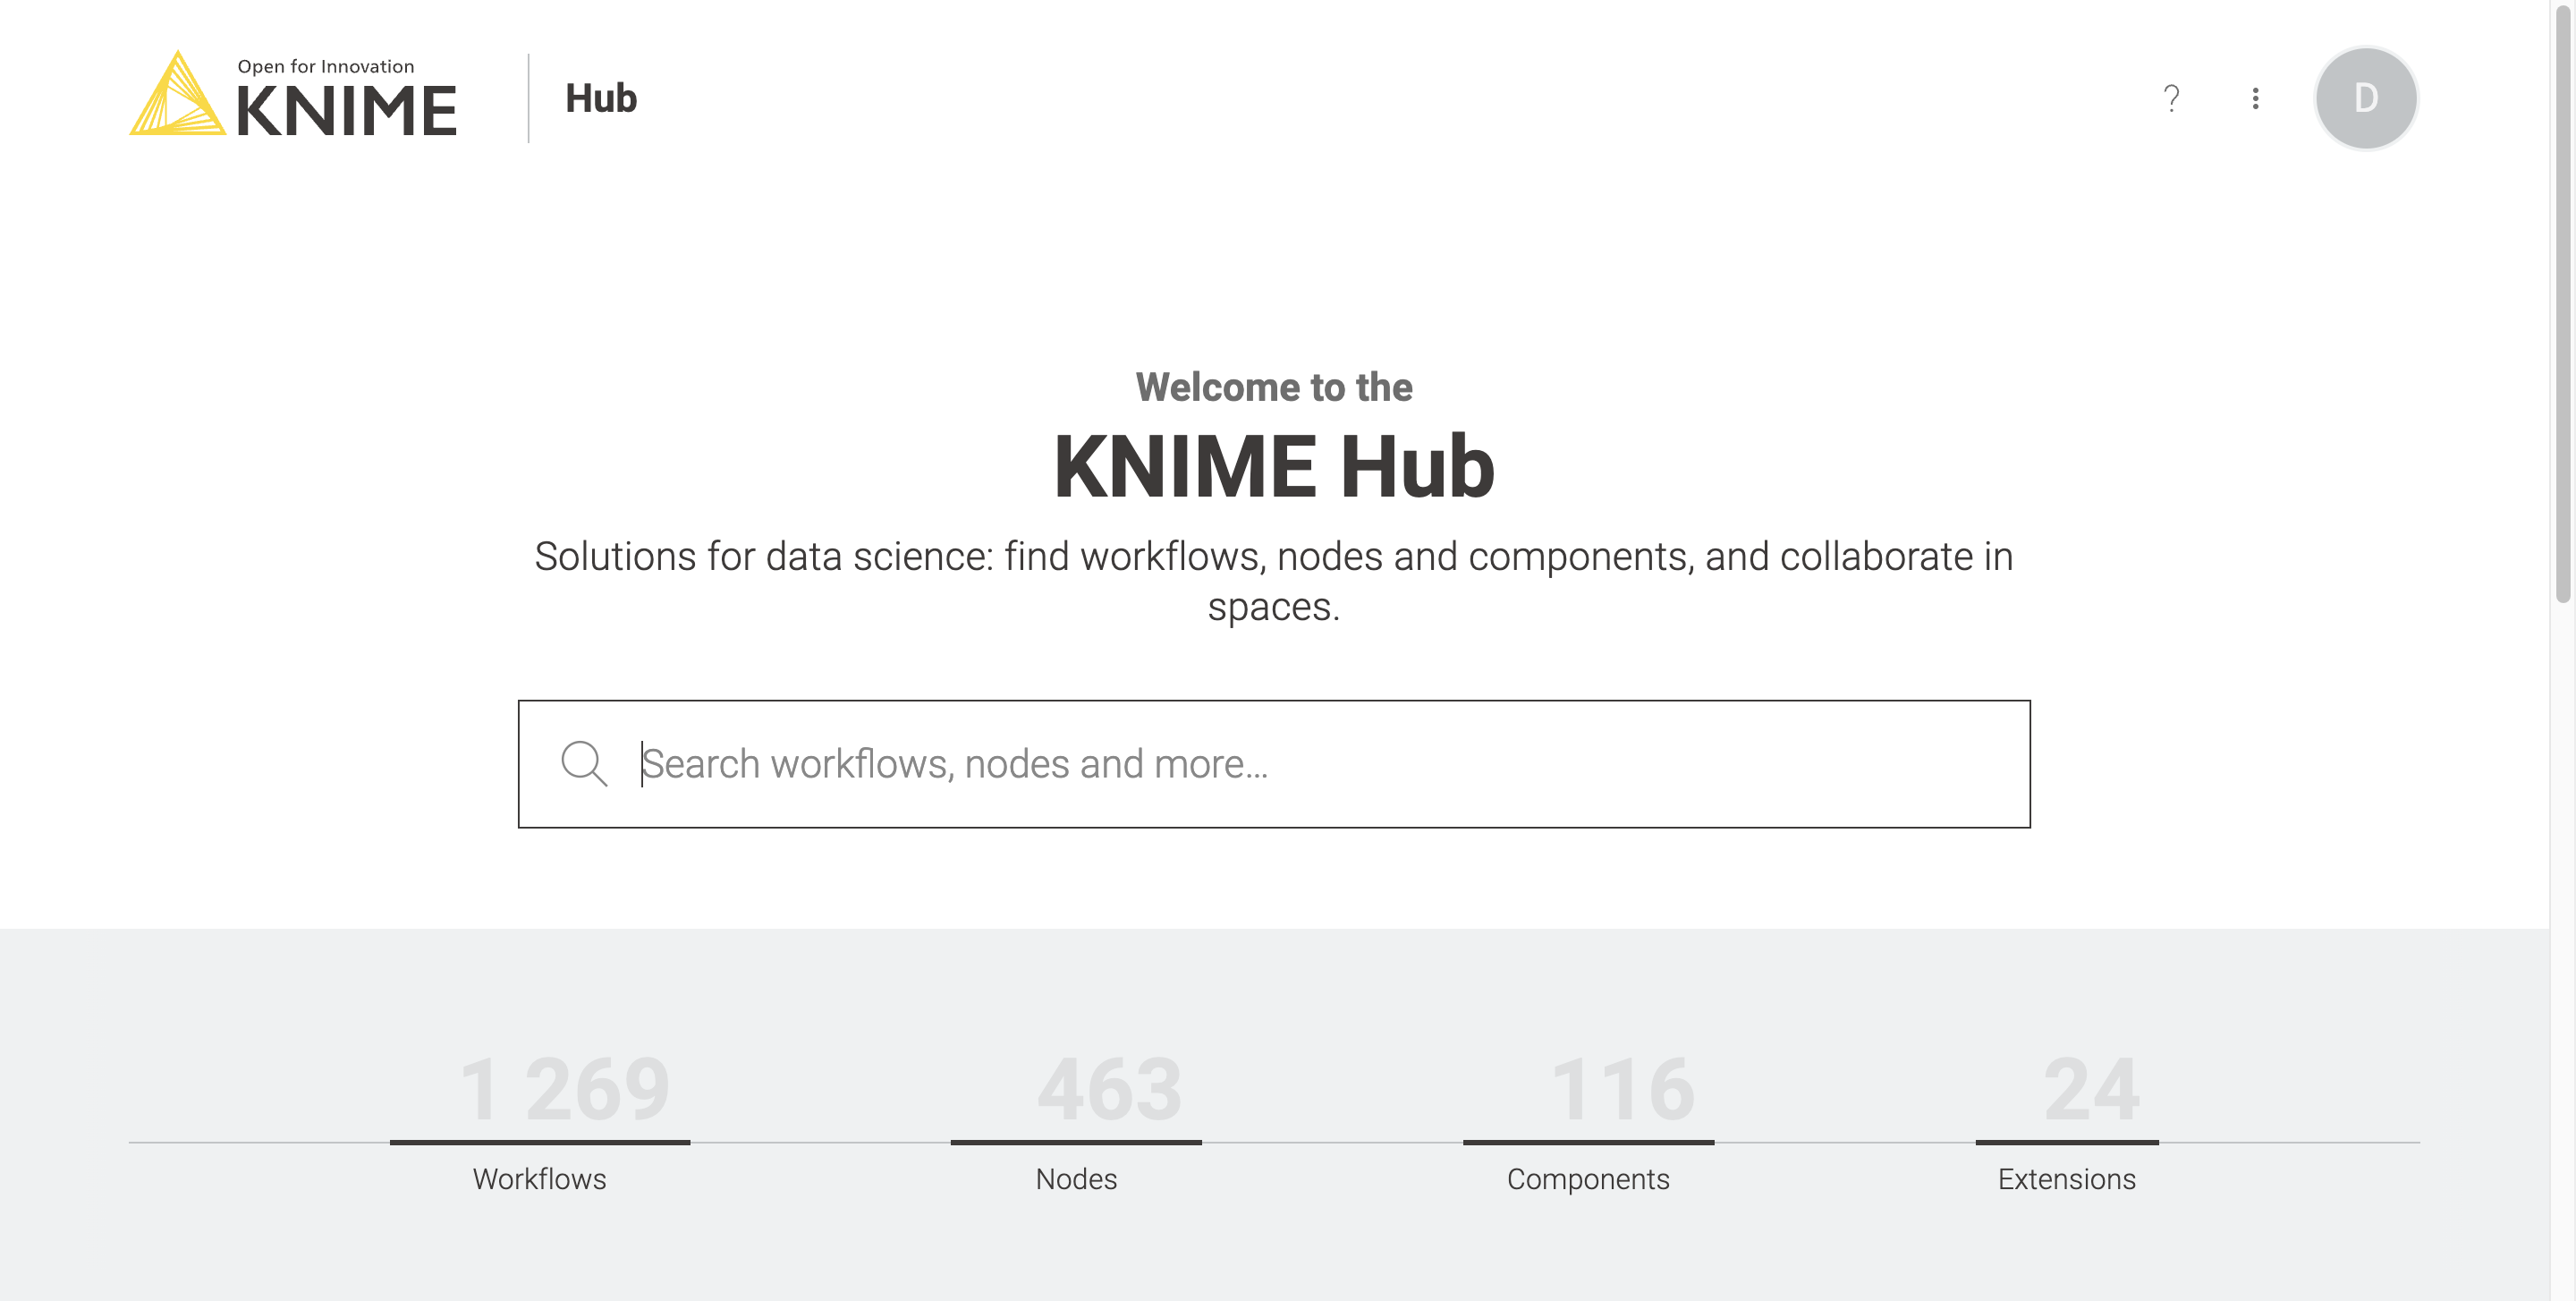 Open for Innovation
KNIME
Hub
?
D
Welcome to the
KNIME Hub
Solutions for data science: find workflows, nodes and components, and collaborate in
spaces.
Search workflows, nodes and more...
1 269 463 116 24
Workflows Nodes Components Extensions